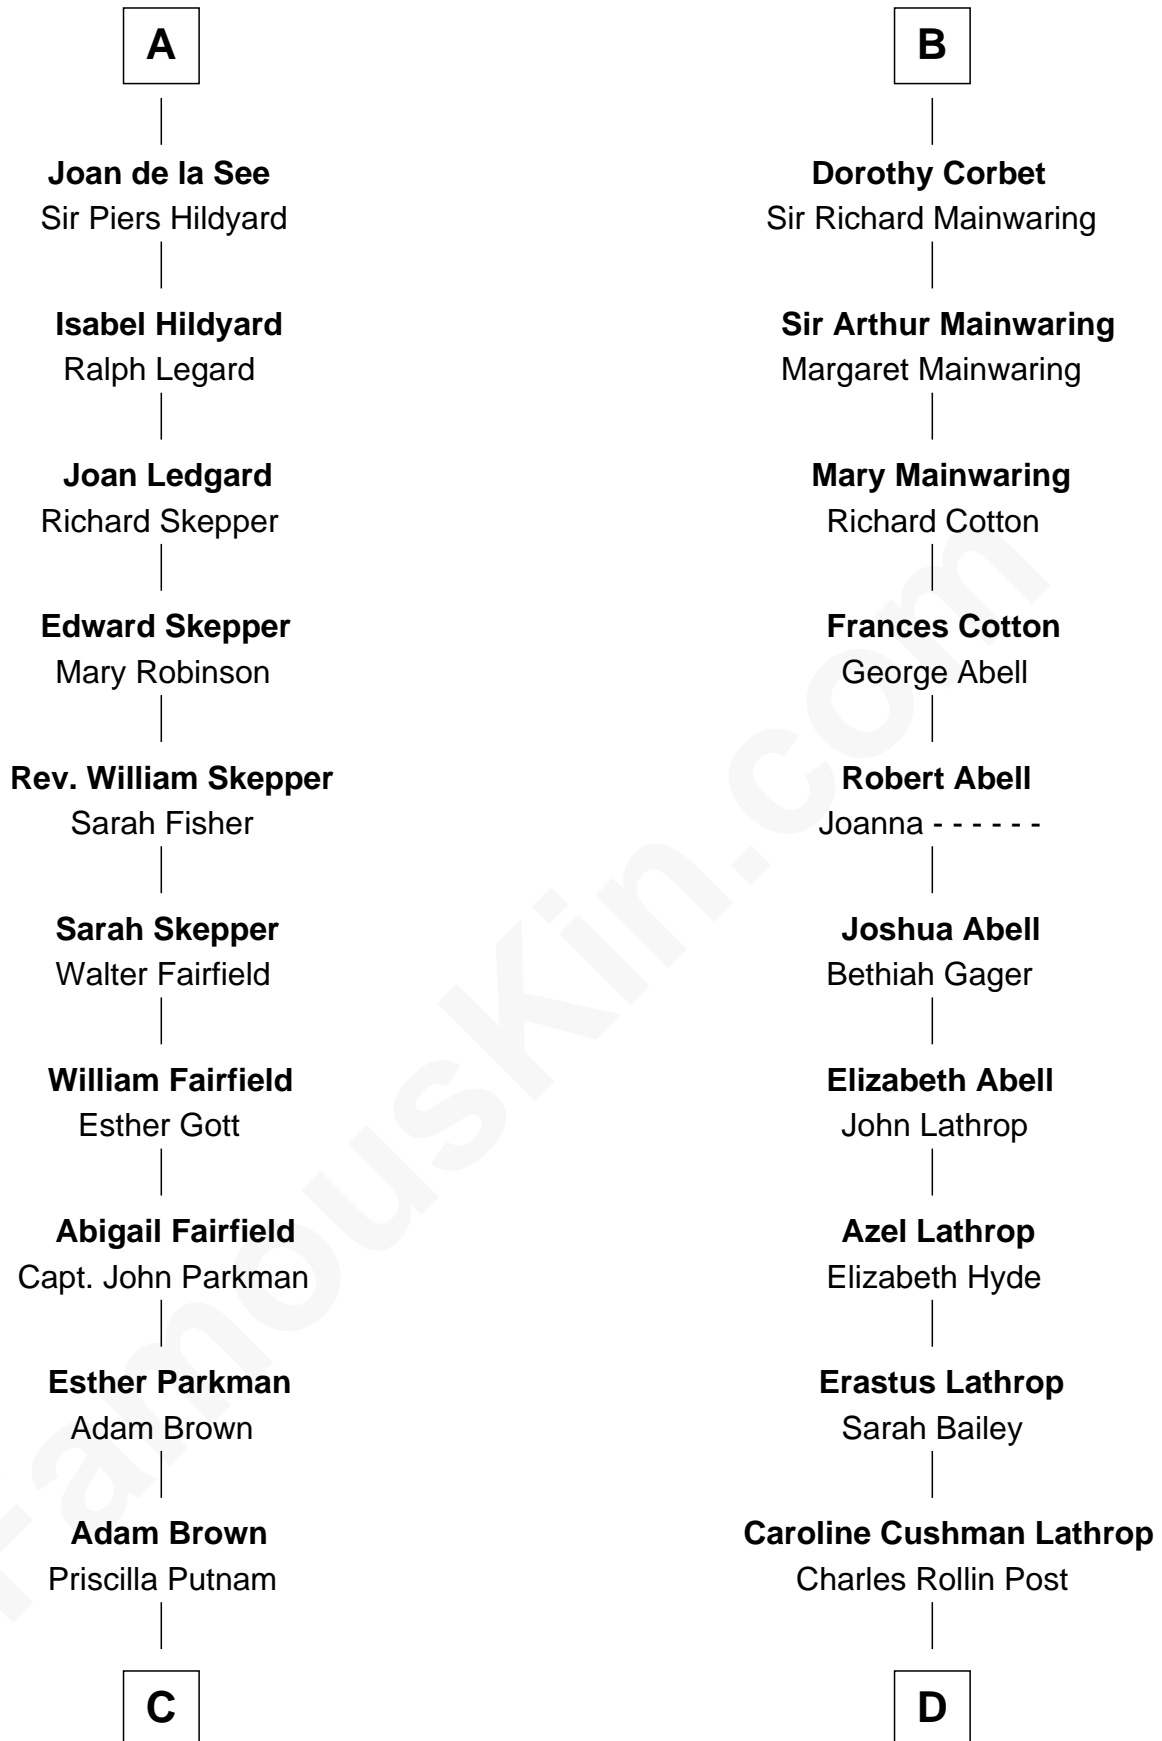 A
Joan de la See
Sir Piers Hildyard
Isabel Hildyard
Ralph Legard
Joan Ledgard
Richard Skepper
Edward Skepper
Mary Robinson
Rev. William Skepper
Sarah Fisher
Sarah Skepper
Walter Fairfield
William Fairfield
Esther Gott
Abigail Fairfield
Capt. John Parkman
Esther Parkman
Adam Brown
Adam Brown
Priscilla Putnam
C
B
Dorothy Corbet
Sir Richard Mainwaring
Sir Arthur Mainwaring
Margaret Mainwaring
Mary Mainwaring
Richard Cotton
Frances Cotton
George Abell
Robert Abell
Joanna - - - - - -
Joshua Abell
Bethiah Gager
Elizabeth Abell
John Lathrop
Azel Lathrop
Elizabeth Hyde
Erastus Lathrop
Sarah Bailey
Caroline Cushman Lathrop
Charles Rollin Post
D
FamousKin.com